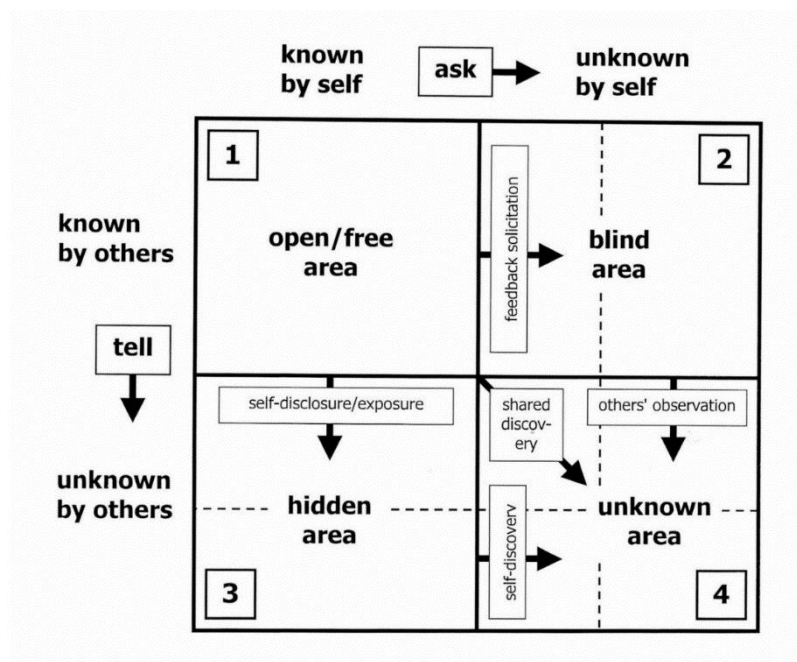 known
by self
ask
unknown
by self
1
2
known
by others
open/free
area
feedback solicitation
blind
area
tell
self-disclosure/exposure
shared
discov-
ery
others' observation
unknown
by others
hidden
area
self-discovery
unknown
area
3
4